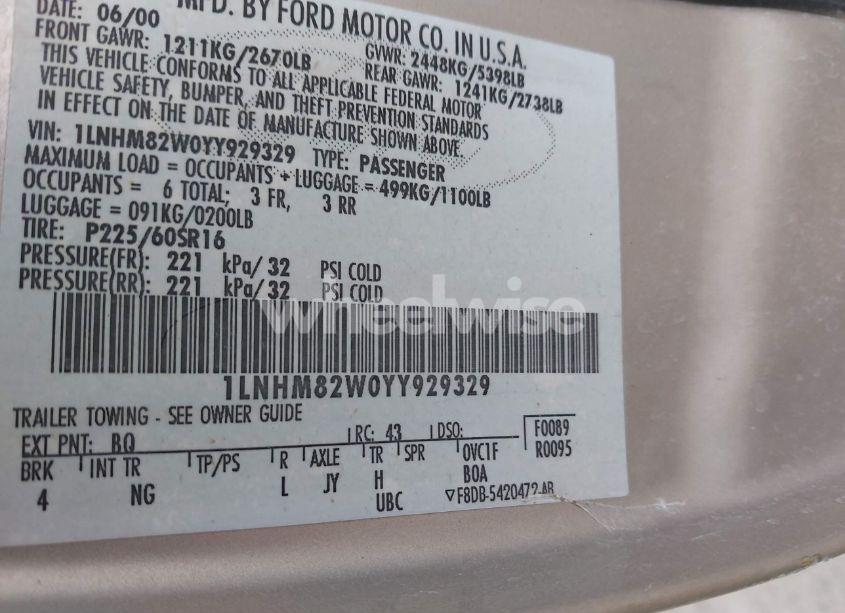 DATE: 06/00 MFD. BY FORD MOTOR CO. IN U.S.A.
FRONT GAWR: 1211KG/2670LB GVWR: 2448KG/5398LB
REAR GAWR: 1241KG/2738LB
THIS VEHICLE CONFORMS TO ALL APPLICABLE FEDERAL MOTOR
VEHICLE SAFETY, BUMPER, AND THEFT PREVENTION STANDARDS
IN EFFECT ON THE DATE OF MANUFACTURE SHOWN ABOVE.
VIN: 1LNHM82W0YY929329 TYPE: PASSENGER
MAXIMUM LOAD = OCCUPANTS + LUGGAGE = 499KG/1100LB
OCCUPANTS = 6 TOTAL; 3 FR, 3 RR
LUGGAGE = 091KG/0200LB
TIRE: P225/60SR16
PRESSURE(FR): 221 kPa/ 32 PSI COLD
PRESSURE(RR): 221 kPa/ 32 PSI COLD
wheelwise
1LNHM82W0YY929329
TRAILER TOWING - SEE OWNER GUIDE
EXT PNT: BQ RC: 43 DSO: F0089
BRK INT TR TP/PS R AXLE TR SPR OVC1F R0095
4 NG L JY H BOA
UBC ▽F8DB-5420472-AB